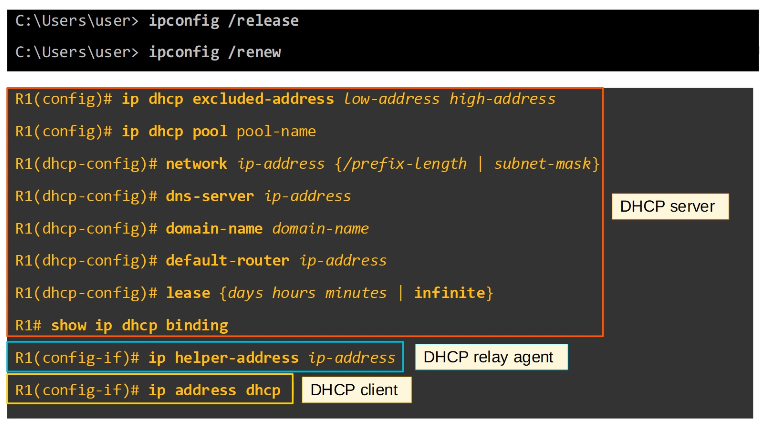 C:\Users\user> ipconfig /release
C:\Users\user> ipconfig /renew
R1(config)# ip dhcp excluded-address low-address high-address
R1(config)# ip dhcp pool pool-name
R1(dhcp-config)# network ip-address {/prefix-length | subnet-mask}
R1(dhcp-config)# dns-server ip-address
DHCP server
R1(dhcp-config)# domain-name domain-name
R1(dhcp-config)# default-router ip-address
R1(dhcp-config)# lease {days hours minutes | infinite}
R1# show ip dhcp binding
R1(config-if)# ip helper-address ip-address
DHCP relay agent
R1(config-if)# ip address dhcp
DHCP client